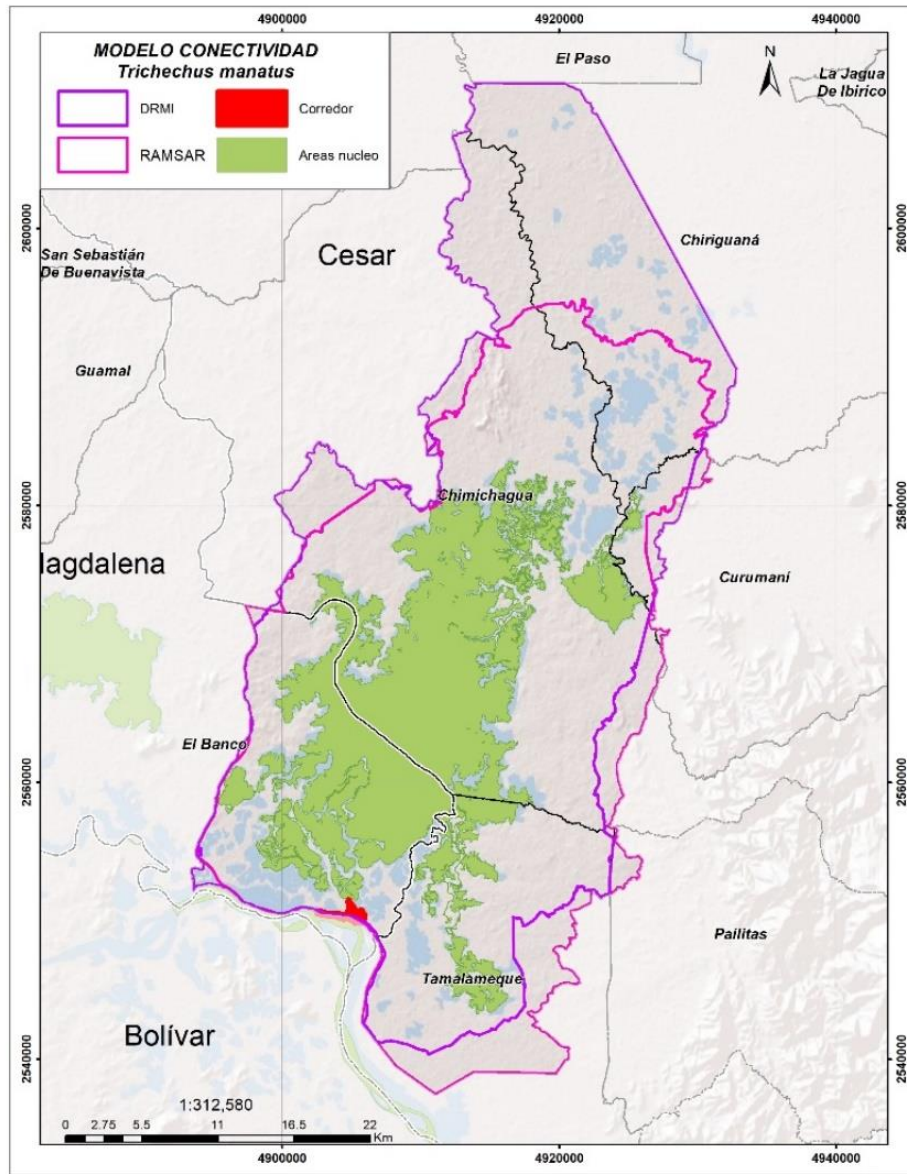 4900000
4920000
4940000
MODELO CONECTIVIDAD
Trichechus manatus
DRMI
Corredor
RAMSAR
Areas nucleo
N
El Paso
La Jagua
De Ibirico
2600000
2600000
San Sebastián
De Buenavista
Cesar
Chiriguaná
Guamal
2580000
2580000
Chimichagua
lagdalena
Curumaní
El Banco
2560000
2560000
Pailitas
Tamalameque
Bolívar
2540000
2540000
1:312,580
0 2.75 5.5 11 16.5 22
Km
4900000
4920000
4940000